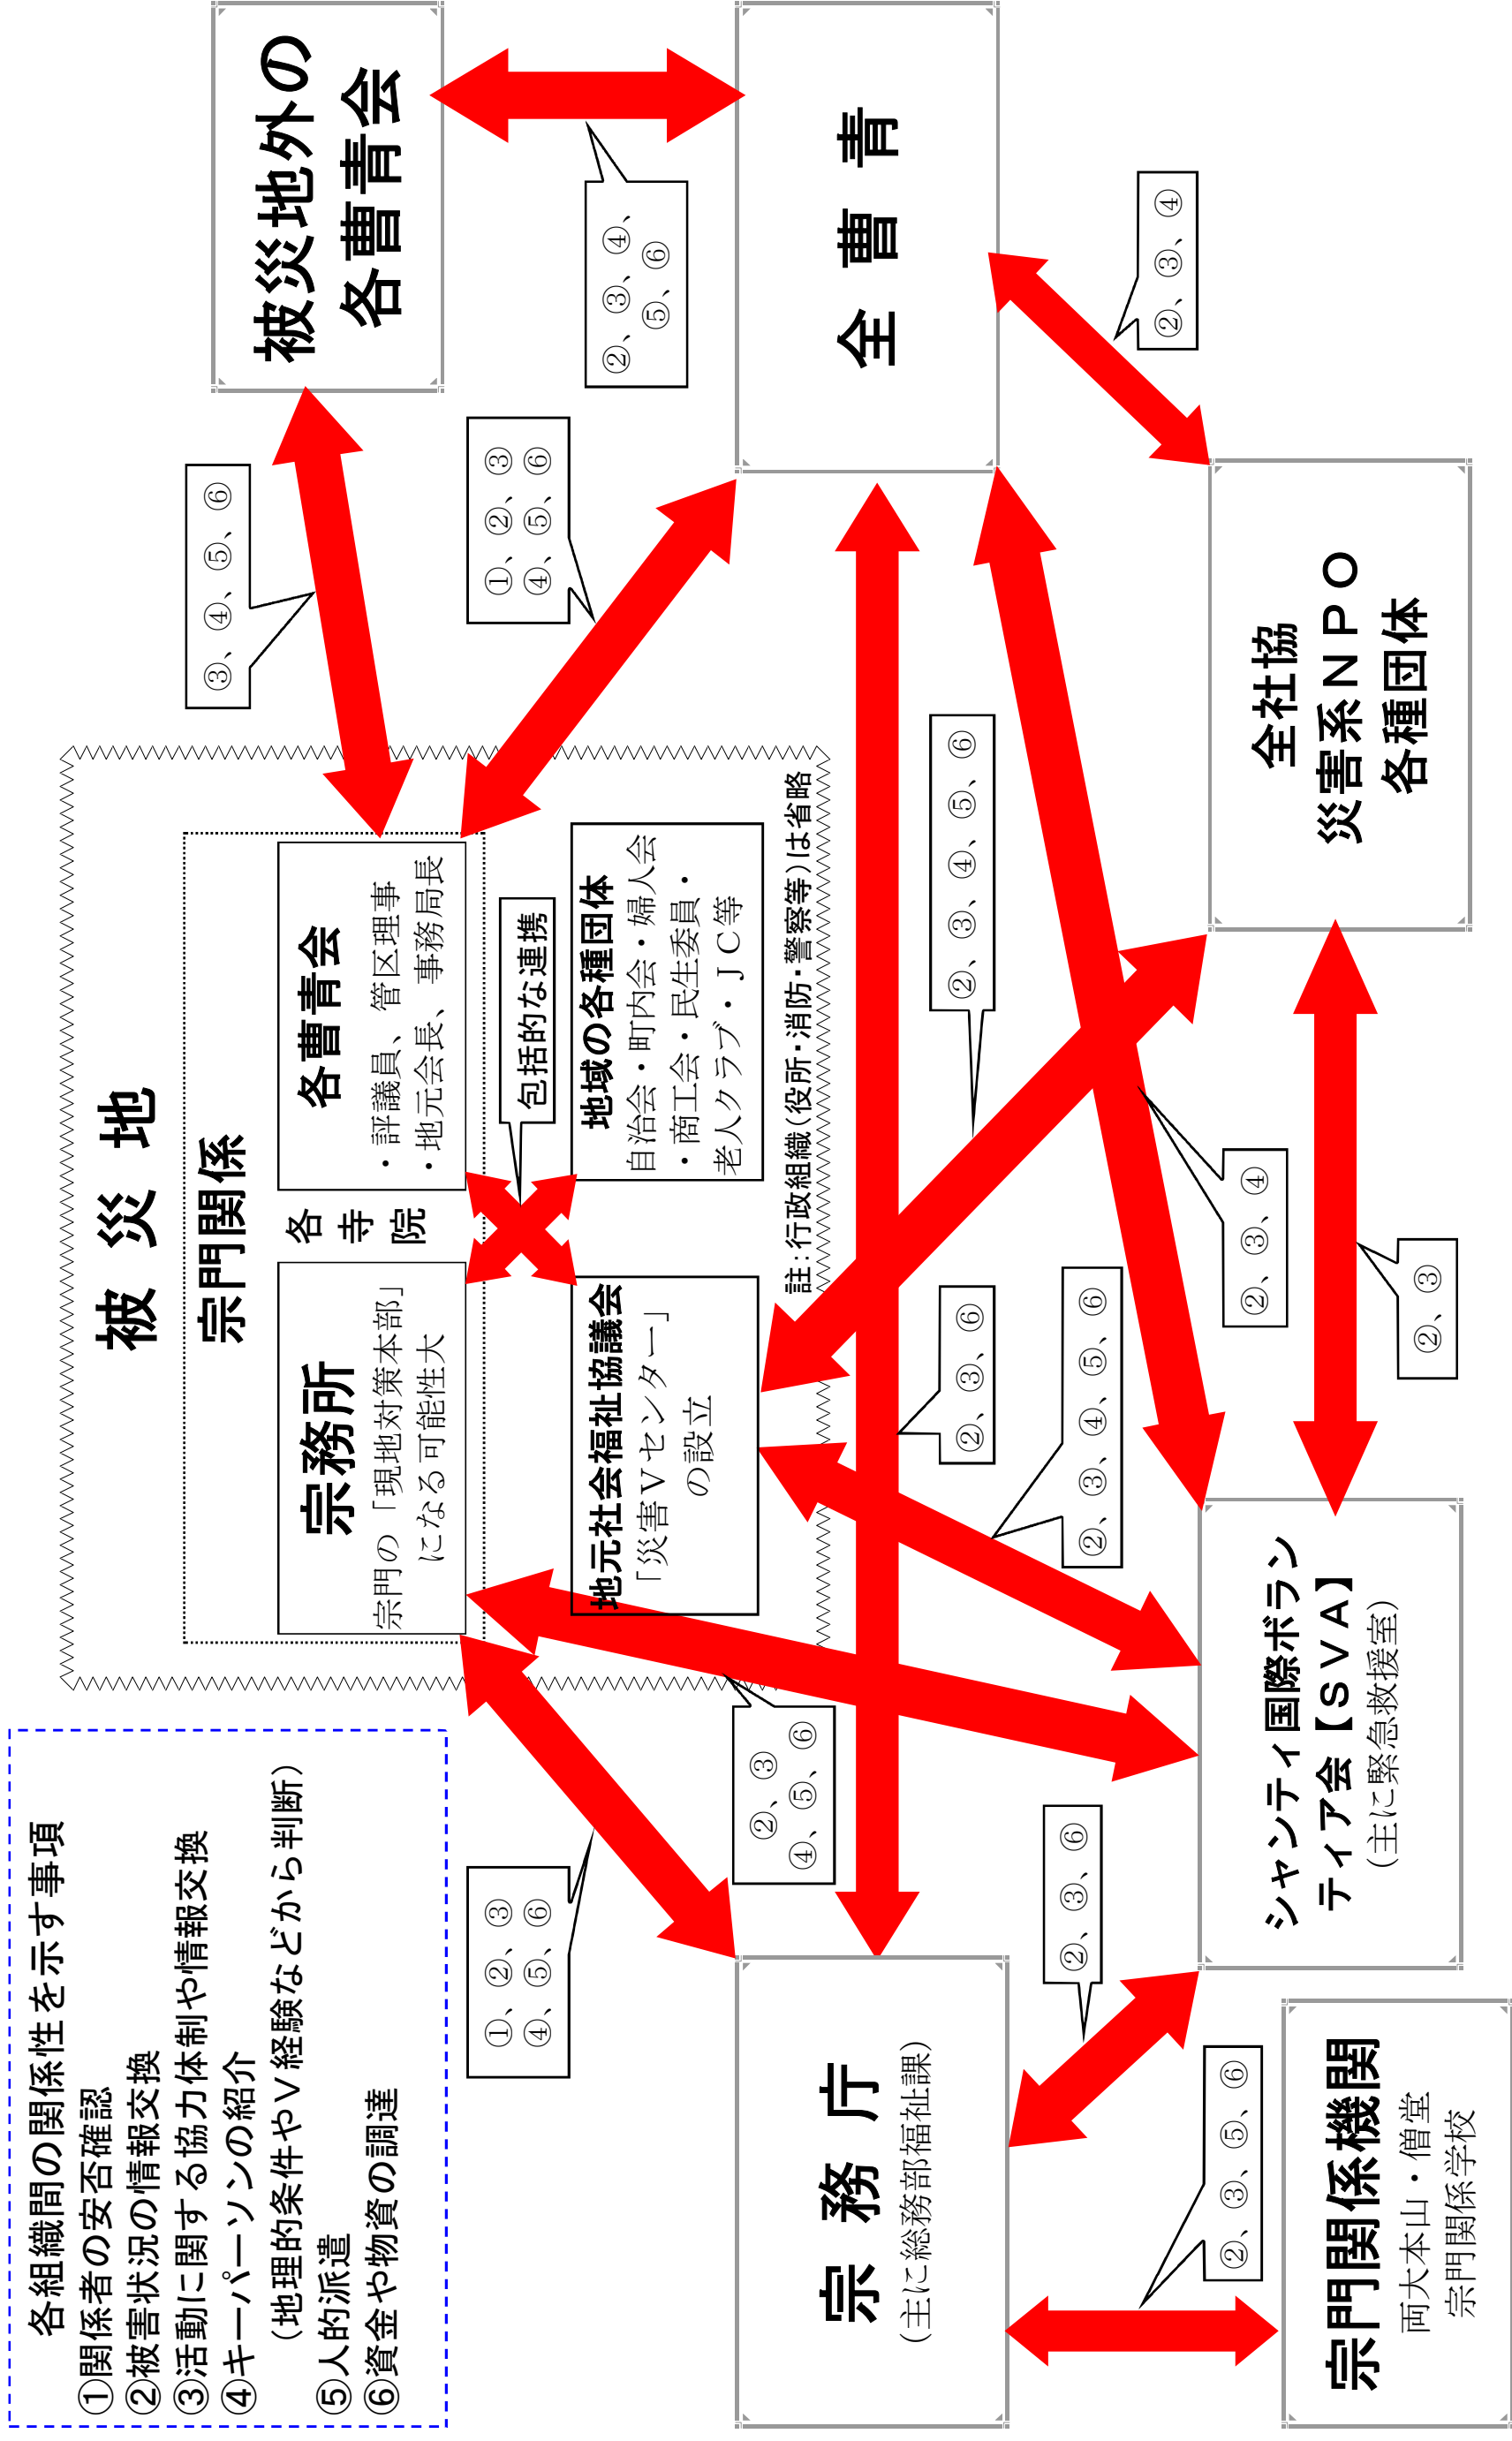 各組織間の関係性を示す事項
①関係者の安否確認
②被害状況の情報交換
③活動に関する協力体制や情報交換
④キーパーソンの紹介
（地理的条件やＶ経験などから判断）
⑤人的派遣
⑥資金や物資の調達
被 災 地
宗門関係
宗務所
宗門の「現地対策本部」
になる可能性大
各
寺
院
各曹青会
・評議員、管区理事
・地元会長、事務局長
包括的な連携
地元社会福祉協議会
「災害Ｖセンター」
の設立
地域の各種団体
自治会・町内会・婦人会
・商工会・民生委員・
老人クラブ・ＪＣ等
註：行政組織（役所・消防・警察等）は省略
③、④、⑤、⑥
被災地外の
各曹青会
①、②、③
④、⑤、⑥
②、③、④、
⑤、⑥
①、②、③
④、⑤、⑥
②、③
④、⑤、⑥
②、③、⑥
②、③、④、⑤、⑥
宗 務 庁
（主に総務部福祉課）
全 曹 青
②、③、⑥
②、③、④、⑤、⑥
②、③、④
②、③、④
②、③、⑤、⑥
②、③
宗門関係機関
両大本山・僧堂
宗門関係学校
シャンティ国際ボラン
ティア会【ＳＶＡ】
（主に緊急救援室）
全社協
災害系ＮＰＯ
各種団体